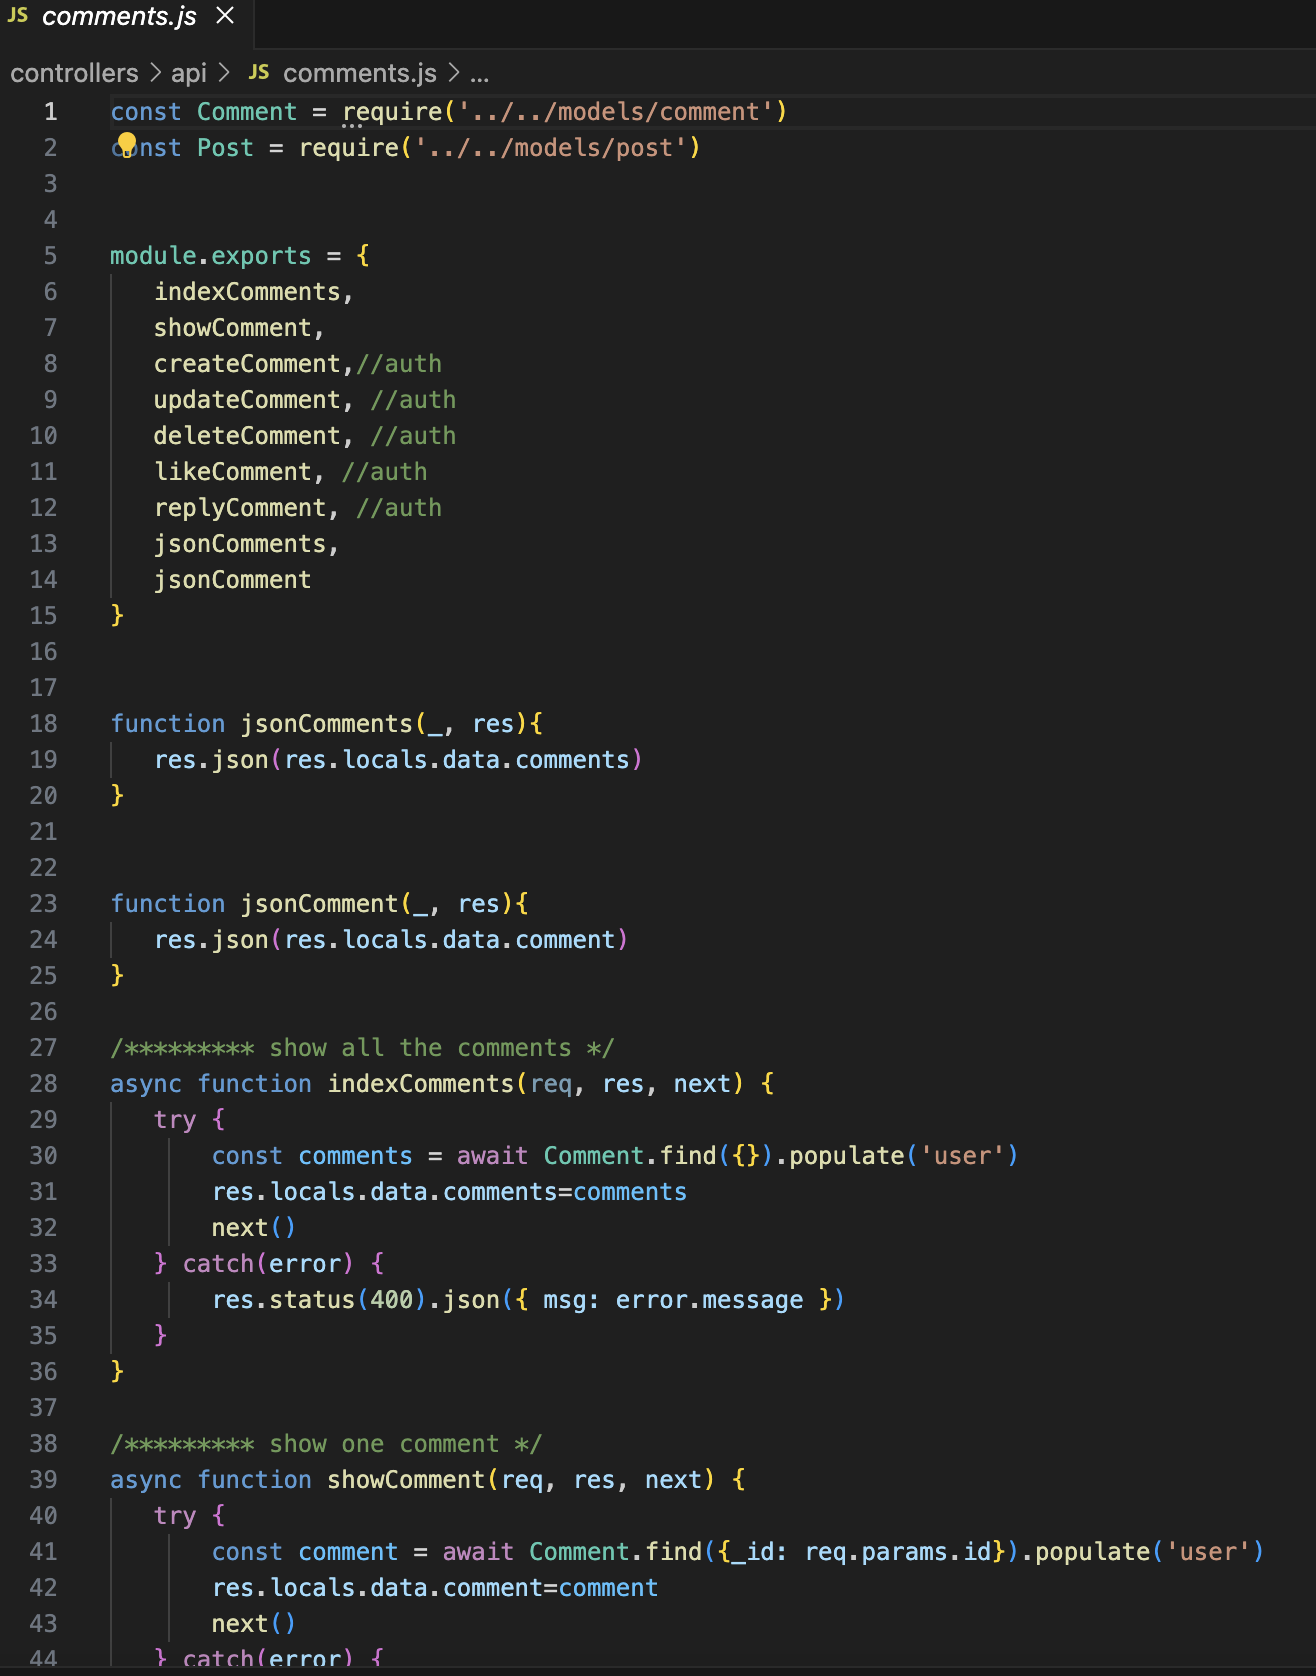 JS comments.js
controllers > api > JS comments.js > ...
1 const Comment = require('../../models/comment')
2 const Post = require('../../models/post')
3
4
5 module.exports = {
6 indexComments,
7 showComment,
8 createComment,//auth
9 updateComment, //auth
10 deleteComment, //auth
11 likeComment, //auth
12 replyComment, //auth
13 jsonComments,
14 jsonComment
15 }
16
17
18 function jsonComments(_, res){
19 res.json(res.locals.data.comments)
20 }
21
22
23 function jsonComment(_, res){
24 res.json(res.locals.data.comment)
25 }
26
27 /********* show all the comments */
28 async function indexComments(req, res, next) {
29 try {
30 const comments = await Comment.find({}).populate('user')
31 res.locals.data.comments=comments
32 next()
33 } catch(error) {
34 res.status(400).json({ msg: error.message })
35 }
36 }
37
38 /********* show one comment */
39 async function showComment(req, res, next) {
40 try {
41 const comment = await Comment.find({_id: req.params.id}).populate('user')
42 res.locals.data.comment=comment
43 next()
44 } catch(error) {